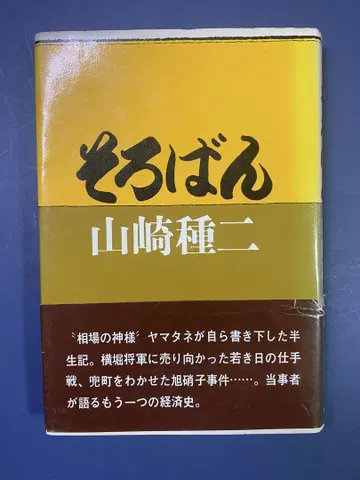 そろばん
山崎種二
〝相場の神様〟ヤマタネが自ら書き下した半
生記。横堀将軍に売り向かった若き日の仕手
戦、兜町をわかせた旭硝子事件……。当事者
が語るもう一つの経済史。